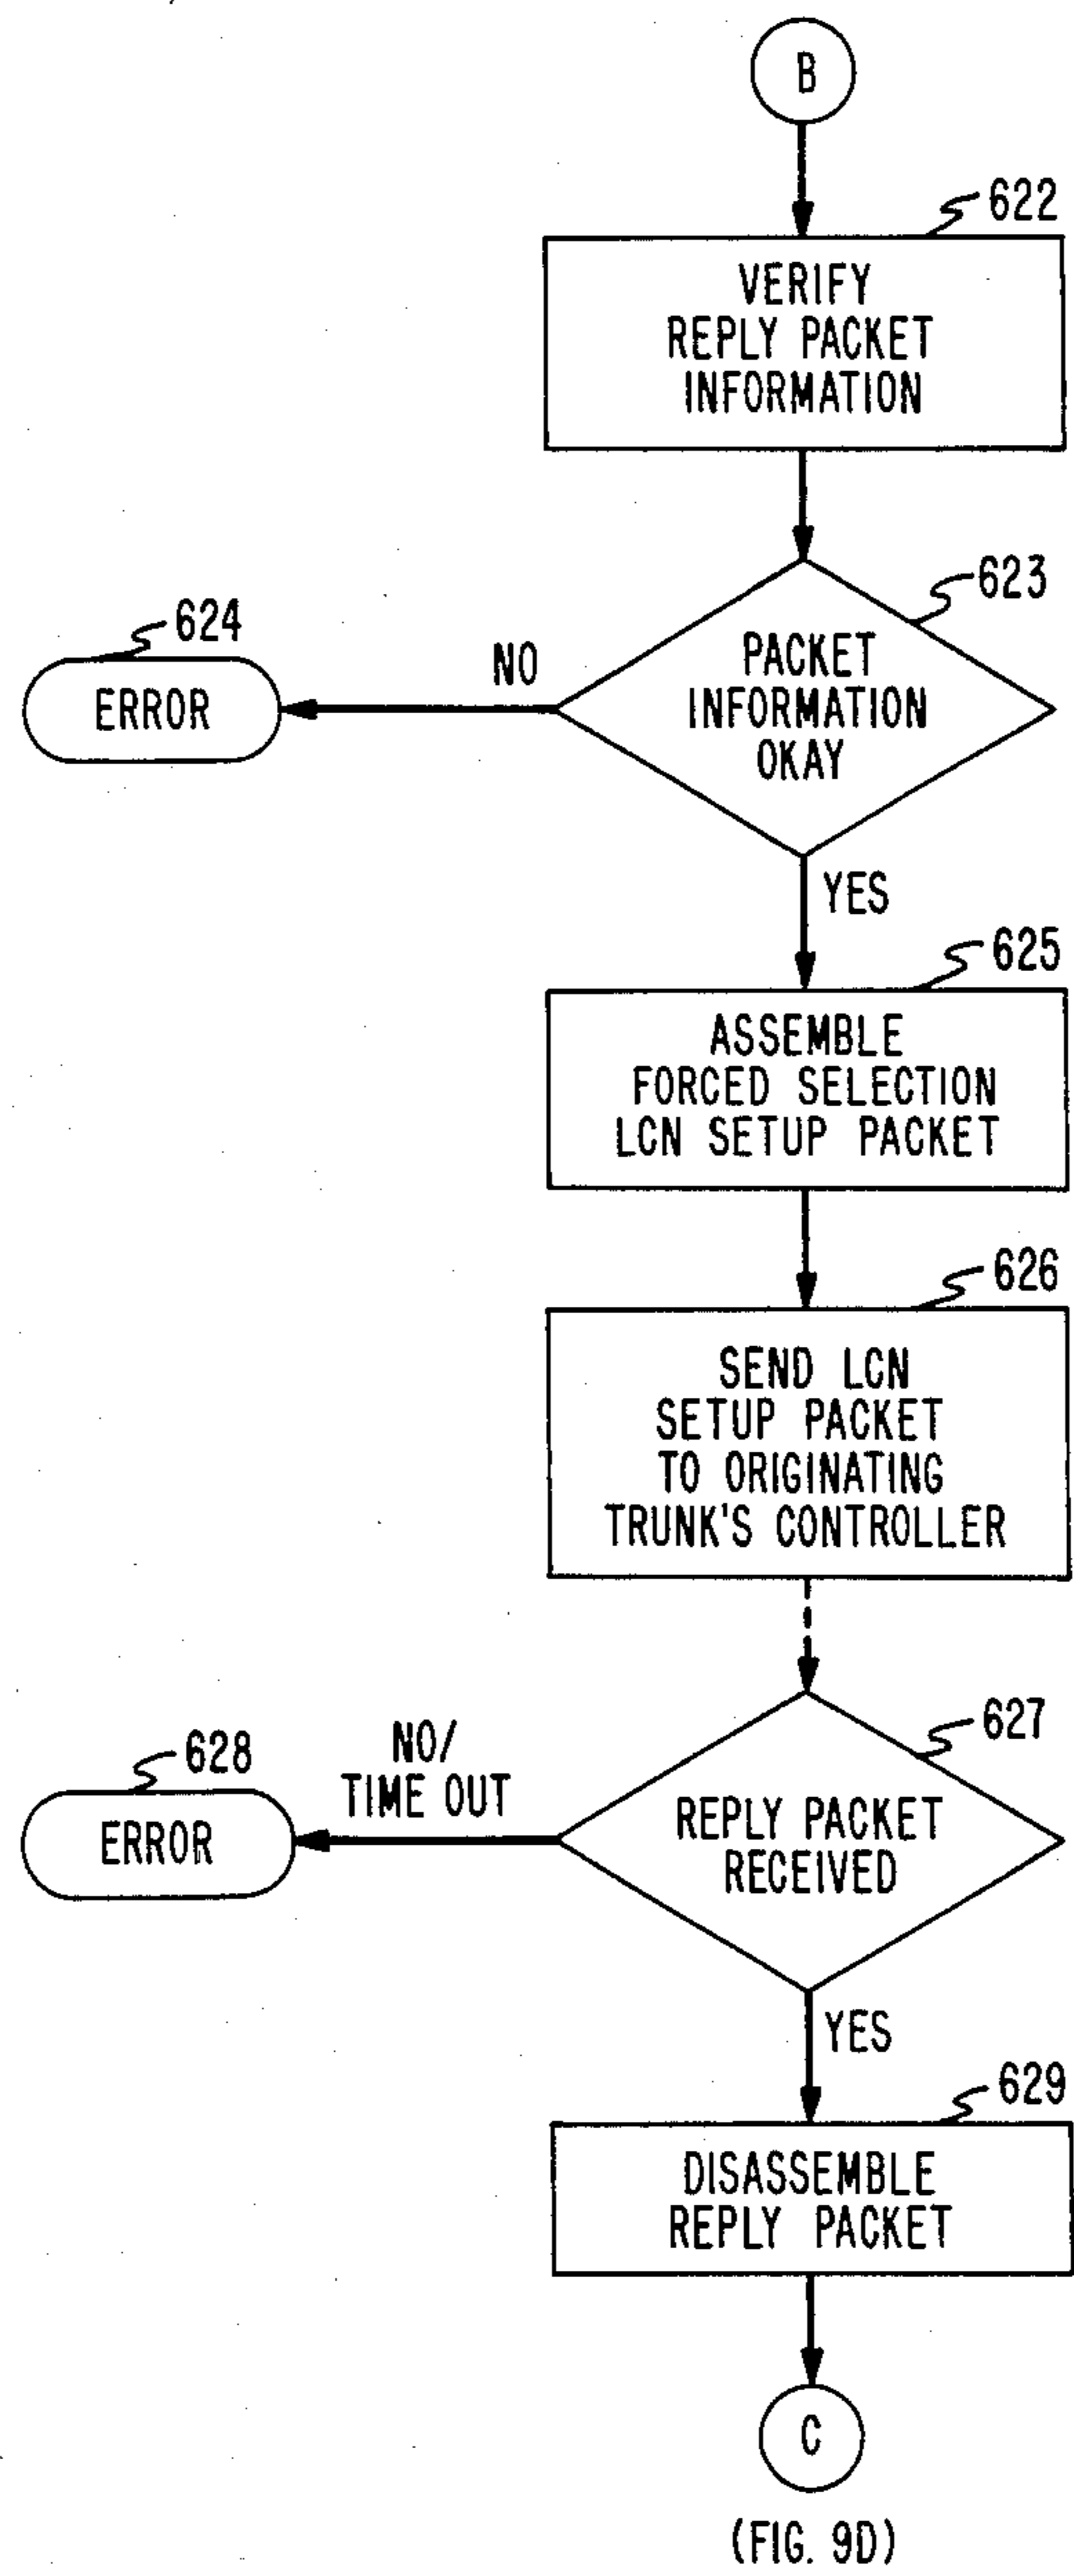 B
622
VERIFY
REPLY PACKET
INFORMATION
623
624
NO
PACKET
INFORMATION
OKAY
ERROR
YES
625
ASSEMBLE
FORCED SELECTION
LCN SETUP PACKET
626
SEND LCN
SETUP PACKET
TO ORIGINATING
TRUNK'S CONTROLLER
627
628
NO/
TIME OUT
REPLY PACKET
RECEIVED
ERROR
YES
629
DISASSEMBLE
REPLY PACKET
C
(FIG. 9D)